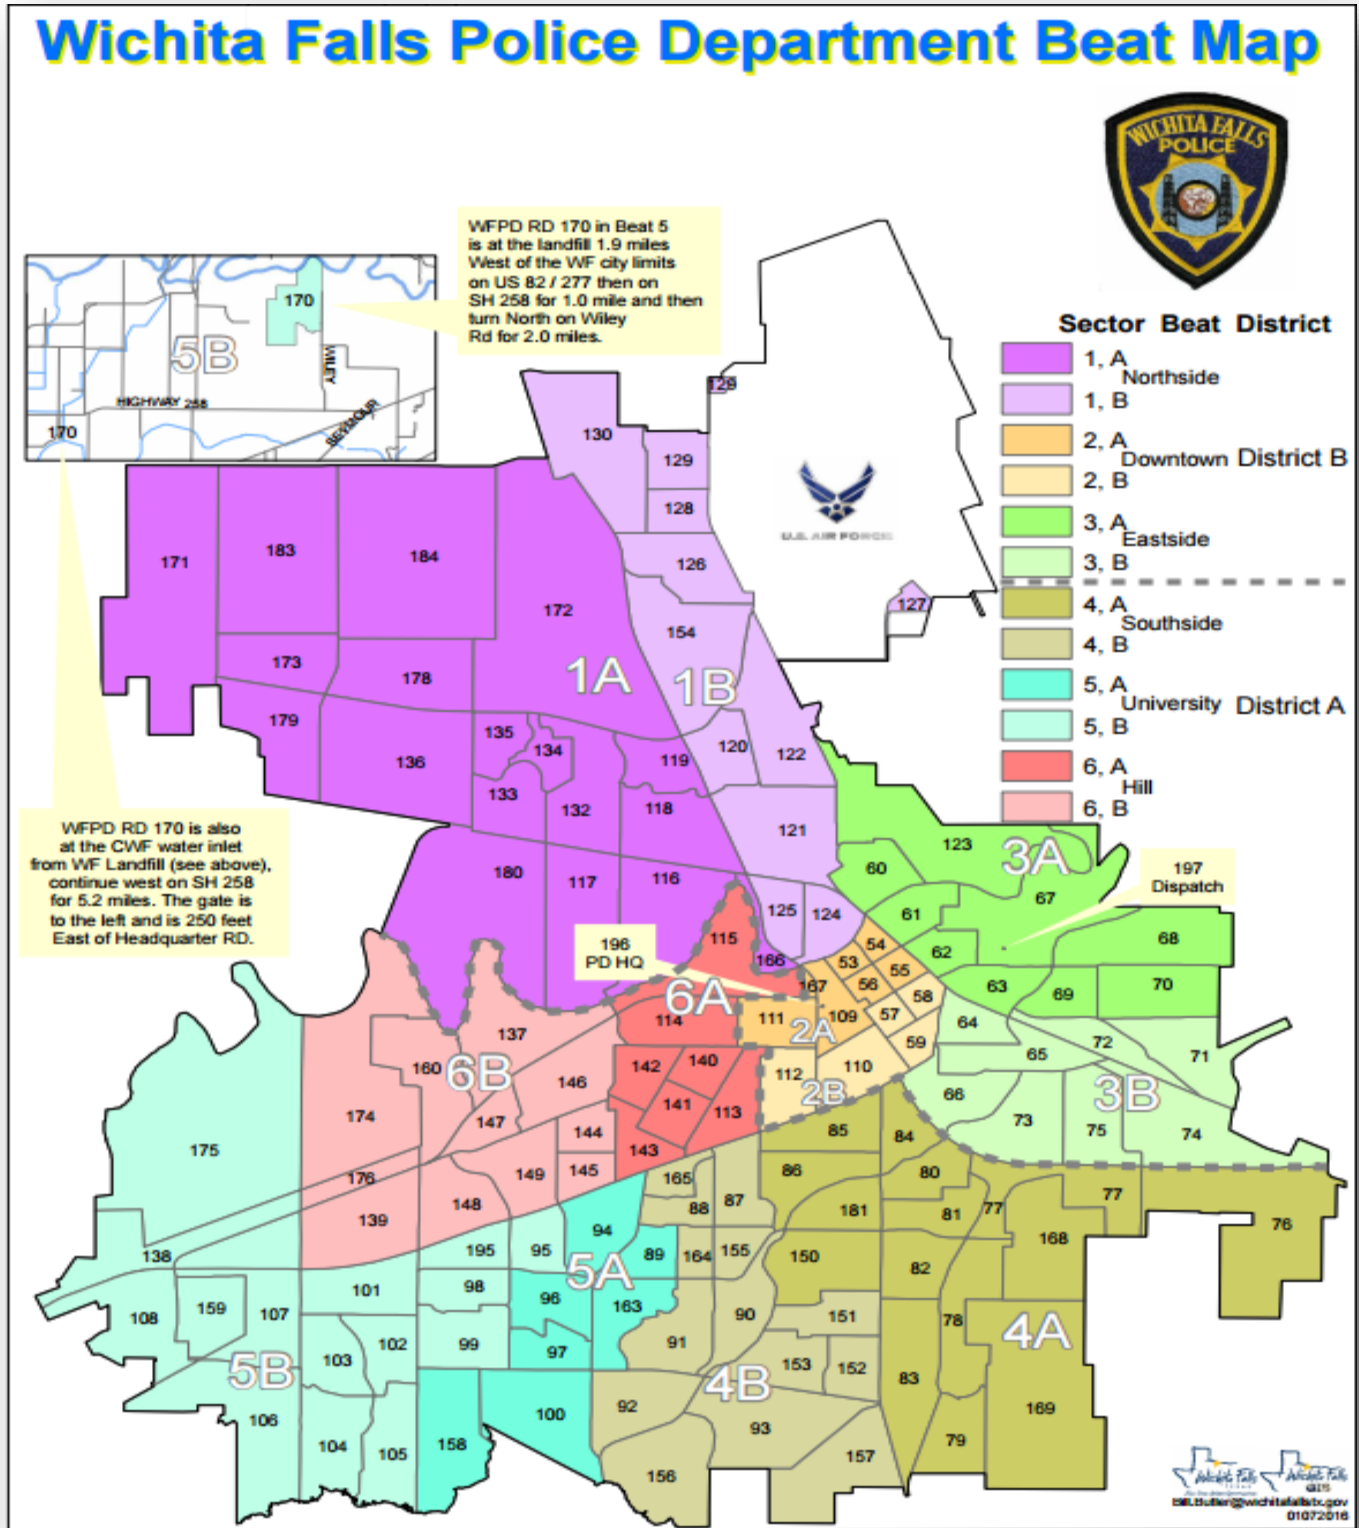 Wichita Falls Police Department Beat Map
WICHITA FALLS
POLICE
WFPD RD 170 in Beat 5
is at the landfill 1.9 miles
West of the WF city limits
on US 82 / 277 then on
SH 258 for 1.0 mile and then
turn North on Wiley
Rd for 2.0 miles.
170
5B
WILEY
HIGHWAY 258
SEYMOUR
170
Sector Beat District
1, A
Northside
1, B
2, A
Downtown District B
2, B
3, A
Eastside
3, B
4, A
Southside
4, B
5, A
University District A
5, B
6, A
Hill
6, B
129
130
129
128
U.S. AIR FORCE
171
183
184
126
172
127
154
173
178
1A
1B
179
135
134
120
122
136
119
133
132
118
121
123
3A
WFPD RD 170 is also
at the CWF water inlet
from WF Landfill (see above),
continue west on SH 258
for 5.2 miles. The gate is
to the left and is 250 feet
East of Headquarter RD.
180
117
116
60
197
Dispatch
67
125
124
61
115
196
PD HQ
54
62
68
166
53
55
167
56
63
69
70
6A
58
114
111
109
57
64
2A
137
59
72
65
71
160
6B
146
142
140
112
110
2B
66
3B
174
147
141
113
73
75
74
144
85
84
175
143
176
149
145
165
86
80
77
148
88
87
139
181
81
77
76
94
138
195
95
89
164
155
150
168
5A
82
101
98
96
163
108
159
107
90
151
78
4A
102
99
97
91
103
153
152
5B
4B
83
106
100
92
169
104
105
158
93
79
156
157
Wichita Falls
Wichita Falls
GIS
Bill.Butler@wichitafallstx.gov
01072016